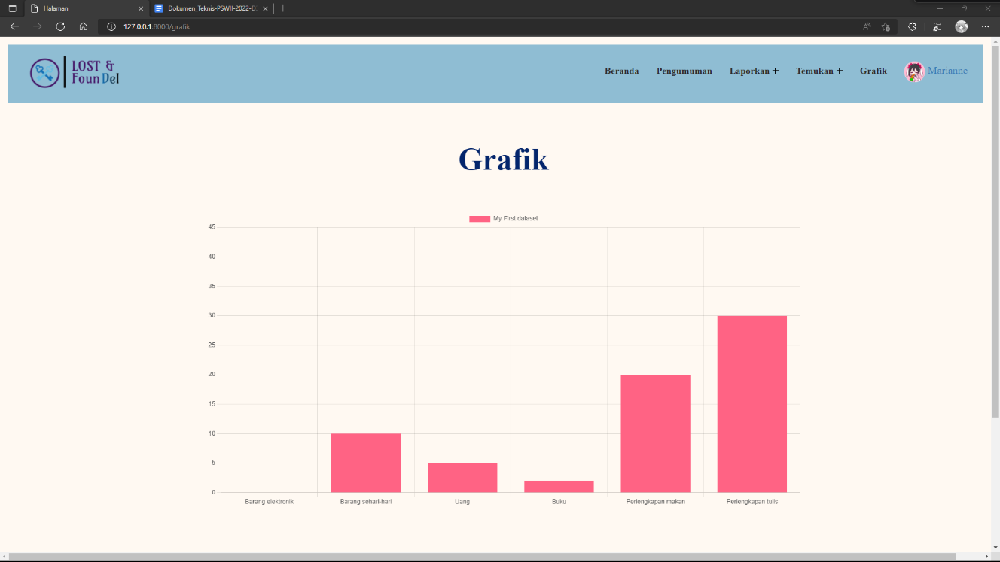 Halaman
Dokumen_Teknis-PSWII-2022-D
127.0.0.1:8000/grafik
LOST &
FounDel
Beranda
Pengumuman
Laporkan +
Temukan +
Grafik
Marianne
Grafik
My First dataset
45
40
35
30
25
20
15
10
5
0
Barang elektronik
Barang sehari-hari
Uang
Buku
Perlengkapan makan
Perlengkapan tulis